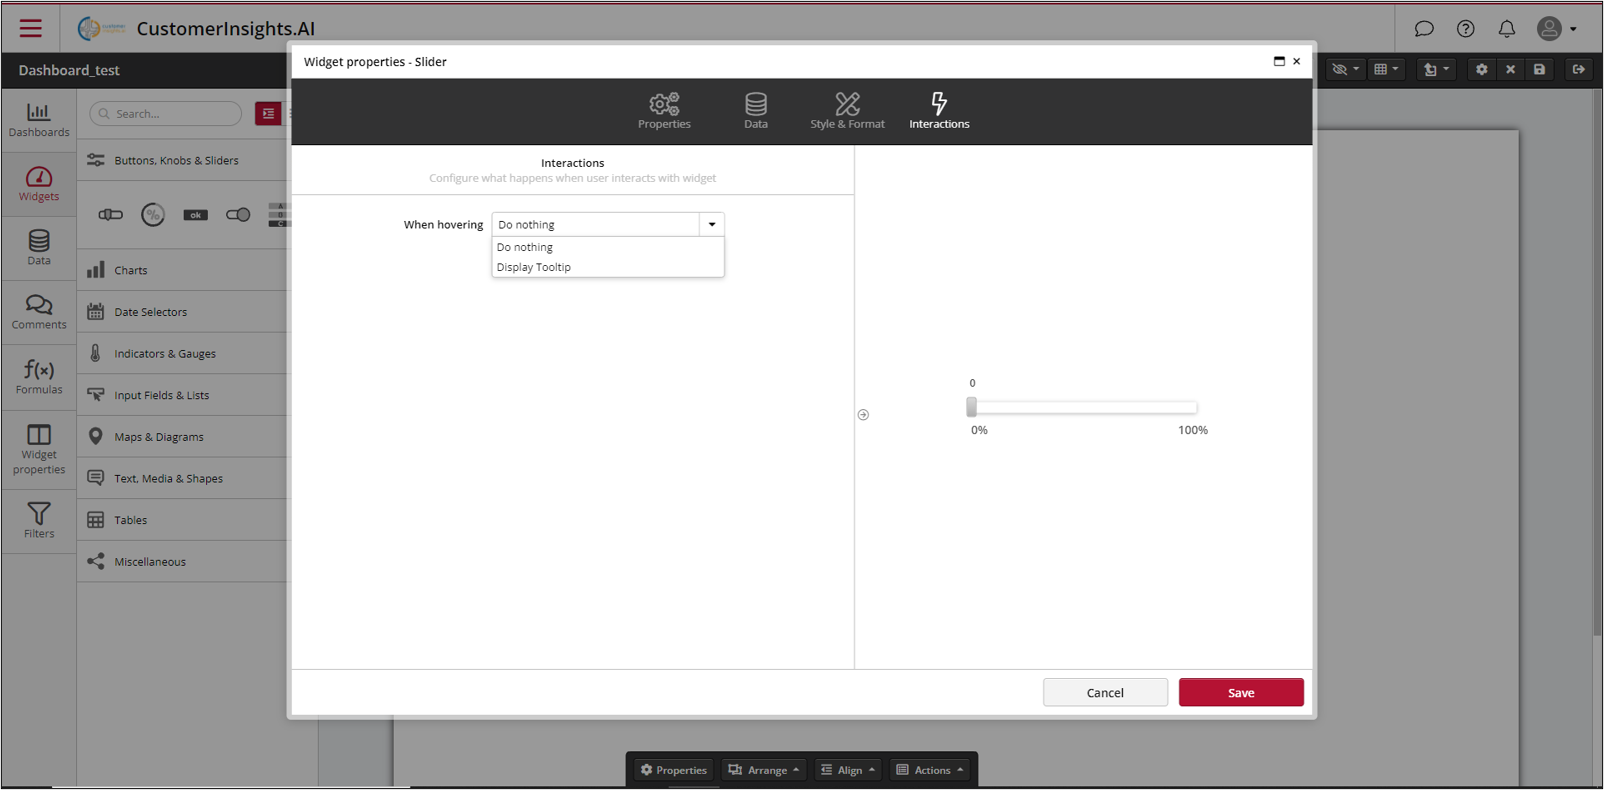 CustomerInsights.AI
Dashboard_test
Widget properties - Slider
Properties
Data
Style & Format
Interactions
Dashboards
Widgets
Data
Comments
Formulas
Widget
properties
Filters
Search...
Buttons, Knobs & Sliders
%
ok
A
B
C
Charts
Date Selectors
Indicators & Gauges
Input Fields & Lists
Maps & Diagrams
Text, Media & Shapes
Tables
Miscellaneous
Interactions
Configure what happens when user interacts with widget
When hovering
Do nothing
Do nothing
Display Tooltip
0
0%
100%
Cancel
Save
Properties
Arrange
Align
Actions